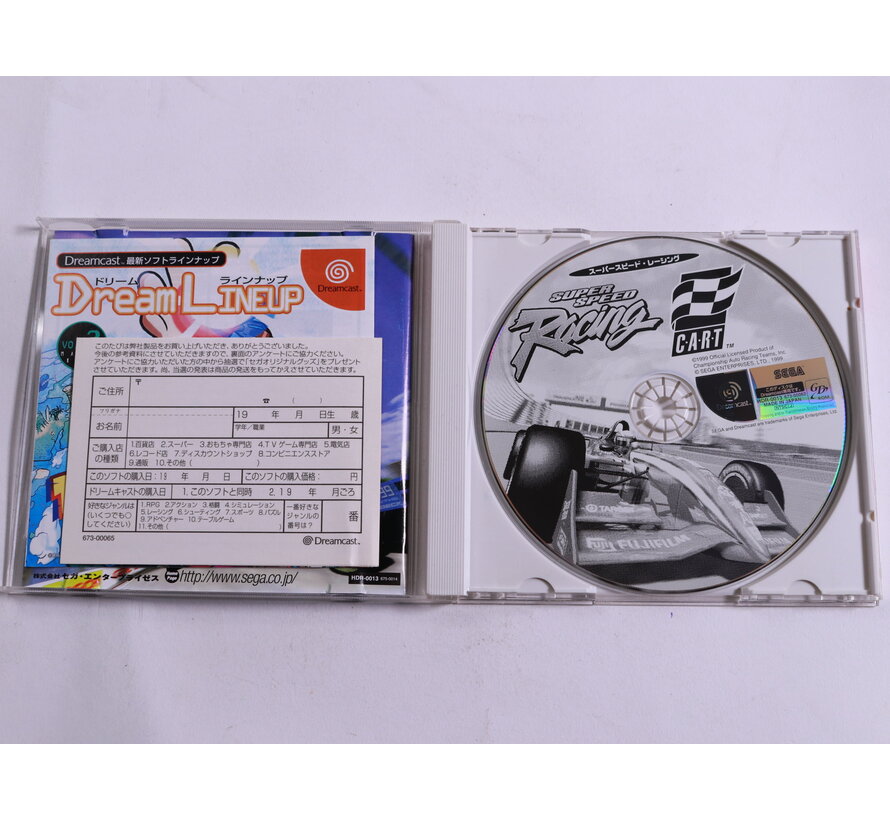 Dreamcast™ 最新ソフトラインナップ
ドリーム ラインナップ
Dream LINEUP
Dreamcast™
このたびは弊社製品をお買い上げいただき、ありがとうございました。
今後の参考資料にさせていただきますので、裏面のアンケートにご協力ください。
アンケートにご協力いただいた方の中から抽選で「セガオリジナルグッズ」をプレゼント
させていただきます。尚、当選の発表は商品の発送をもってかえさせていただきます。
ご住所
〒
☎ ( )
フリガナ
お名前
19 年 月 日生 歳
学年/職業
男・女
ご購入店
の種類
1.百貨店 2.スーパー 3.おもちゃ専門店 4.TVゲーム専門店 5.電気店
6.レコード店 7.ディスカウントショップ 8.コンビニエンスストア
9.通販 10.その他 ( )
このソフトの購入日:19 年 月 日
このソフトの購入価格: 円
ドリームキャストの購入日
1.このソフトと同時 2.19 年 月ごろ
好きなジャンルは
(いくつでも○
してください)
1.RPG 2.アクション 3.格闘 4.シミュレーション
5.レーシング 6.シューティング 7.スポーツ 8.パズル
9.アドベンチャー 10.テーブルゲーム
11.その他 ( )
一番好きな
ジャンルの
番号は?
番
673-00065
Dreamcast™
株式会社セガ・エンタープライゼス
http://www.sega.co.jp/
HDR-0013
スーパースピード・レーシング
SUPER
SPEED
Racing
CART
™
©1999 Official Licensed Product of
Championship Auto Racing Teams, Inc.
© SEGA ENTERPRISES, LTD., 1999
SEGA
Dreamcast
HDR-0013
MADE IN JAPAN
GD-ROM
SEGA and Dreamcast are trademarks of Sega Enterprises, Ltd.
TARGET
Fuji FUJIFILM